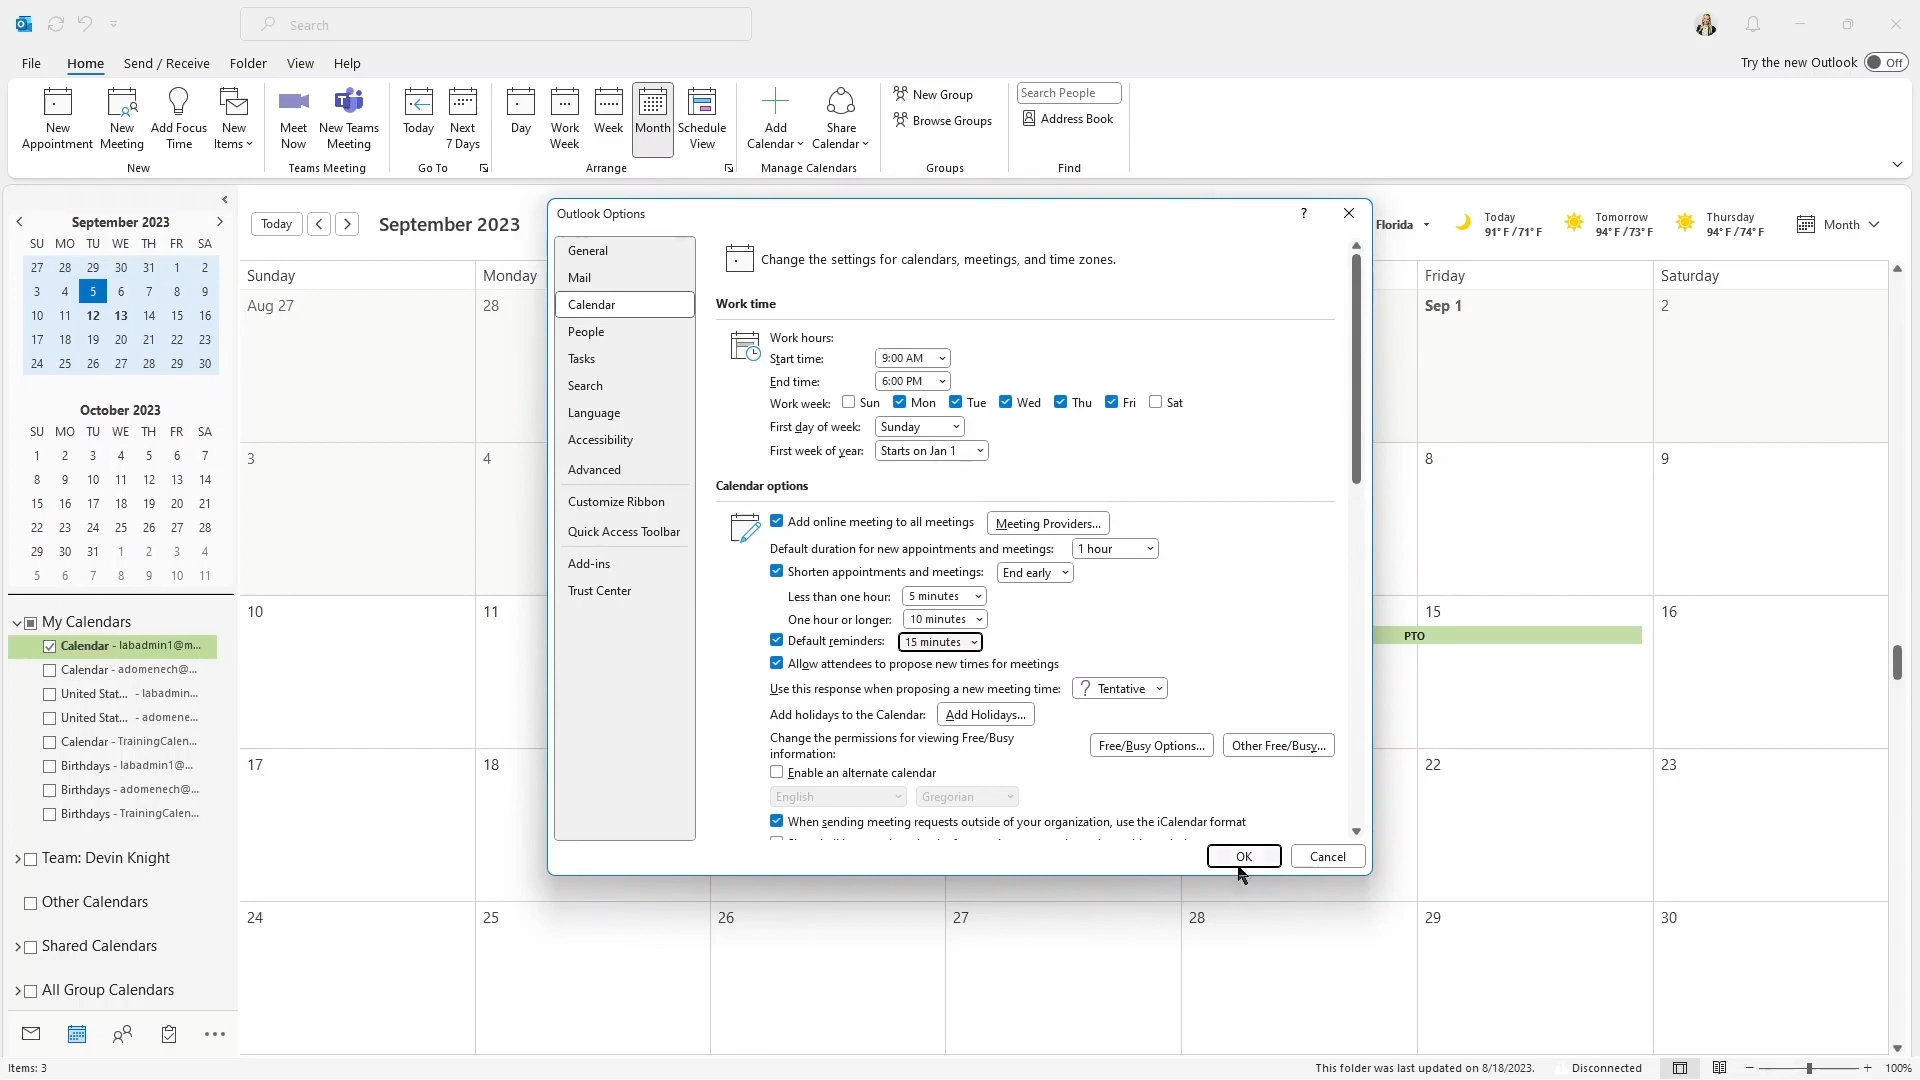 Search
File Home Send / Receive Folder View Help
Try the new Outlook Off
New Appointment
New Meeting
Add Focus Time
New Items
New
Meet Now
New Teams Meeting
Teams Meeting
Today
Next 7 Days
Go To
Day
Work Week
Week
Month
Schedule View
Arrange
Add Calendar
Share Calendar
Manage Calendars
New Group
Browse Groups
Groups
Search People
Address Book
Find
September 2023
SU MO TU WE TH FR SA
27 28 29 30 31 1 2
3 4 5 6 7 8 9
10 11 12 13 14 15 16
17 18 19 20 21 22 23
24 25 26 27 28 29 30
October 2023
SU MO TU WE TH FR SA
1 2 3 4 5 6 7
8 9 10 11 12 13 14
15 16 17 18 19 20 21
22 23 24 25 26 27 28
29 30 31 1 2 3 4
5 6 7 8 9 10 11
My Calendars
Calendar - labadmin1@m...
Calendar - adomenech@...
United Stat... - labadmin...
United Stat... - adomene...
Calendar - TrainingCalen...
Birthdays - labadmin1@...
Birthdays - adomenech@...
Birthdays - TrainingCalen...
Team: Devin Knight
Other Calendars
Shared Calendars
All Group Calendars
Today
September 2023
Florida
Today 91° F / 71° F
Tomorrow 94° F / 73° F
Thursday 94° F / 74° F
Month
Sunday Monday Friday Saturday
Aug 27 28 Sep 1 2
3 4 8 9
10 11 15 16
PTO
17 18 22 23
24 25 26 27 28 29 30
Outlook Options ?
General
Mail
Calendar
People
Tasks
Search
Language
Accessibility
Advanced
Customize Ribbon
Quick Access Toolbar
Add-ins
Trust Center
Change the settings for calendars, meetings, and time zones.
Work time
Work hours:
Start time: 9:00 AM
End time: 6:00 PM
Work week: Sun Mon Tue Wed Thu Fri Sat
First day of week: Sunday
First week of year: Starts on Jan 1
Calendar options
Add online meeting to all meetings Meeting Providers...
Default duration for new appointments and meetings: 1 hour
Shorten appointments and meetings: End early
Less than one hour: 5 minutes
One hour or longer: 10 minutes
Default reminders: 15 minutes
Allow attendees to propose new times for meetings
Use this response when proposing a new meeting time: ? Tentative
Add holidays to the Calendar: Add Holidays...
Change the permissions for viewing Free/Busy
information: Free/Busy Options... Other Free/Busy...
Enable an alternate calendar
English Gregorian
When sending meeting requests outside of your organization, use the iCalendar format
OK Cancel
Items: 3
This folder was last updated on 8/18/2023. Disconnected 100%